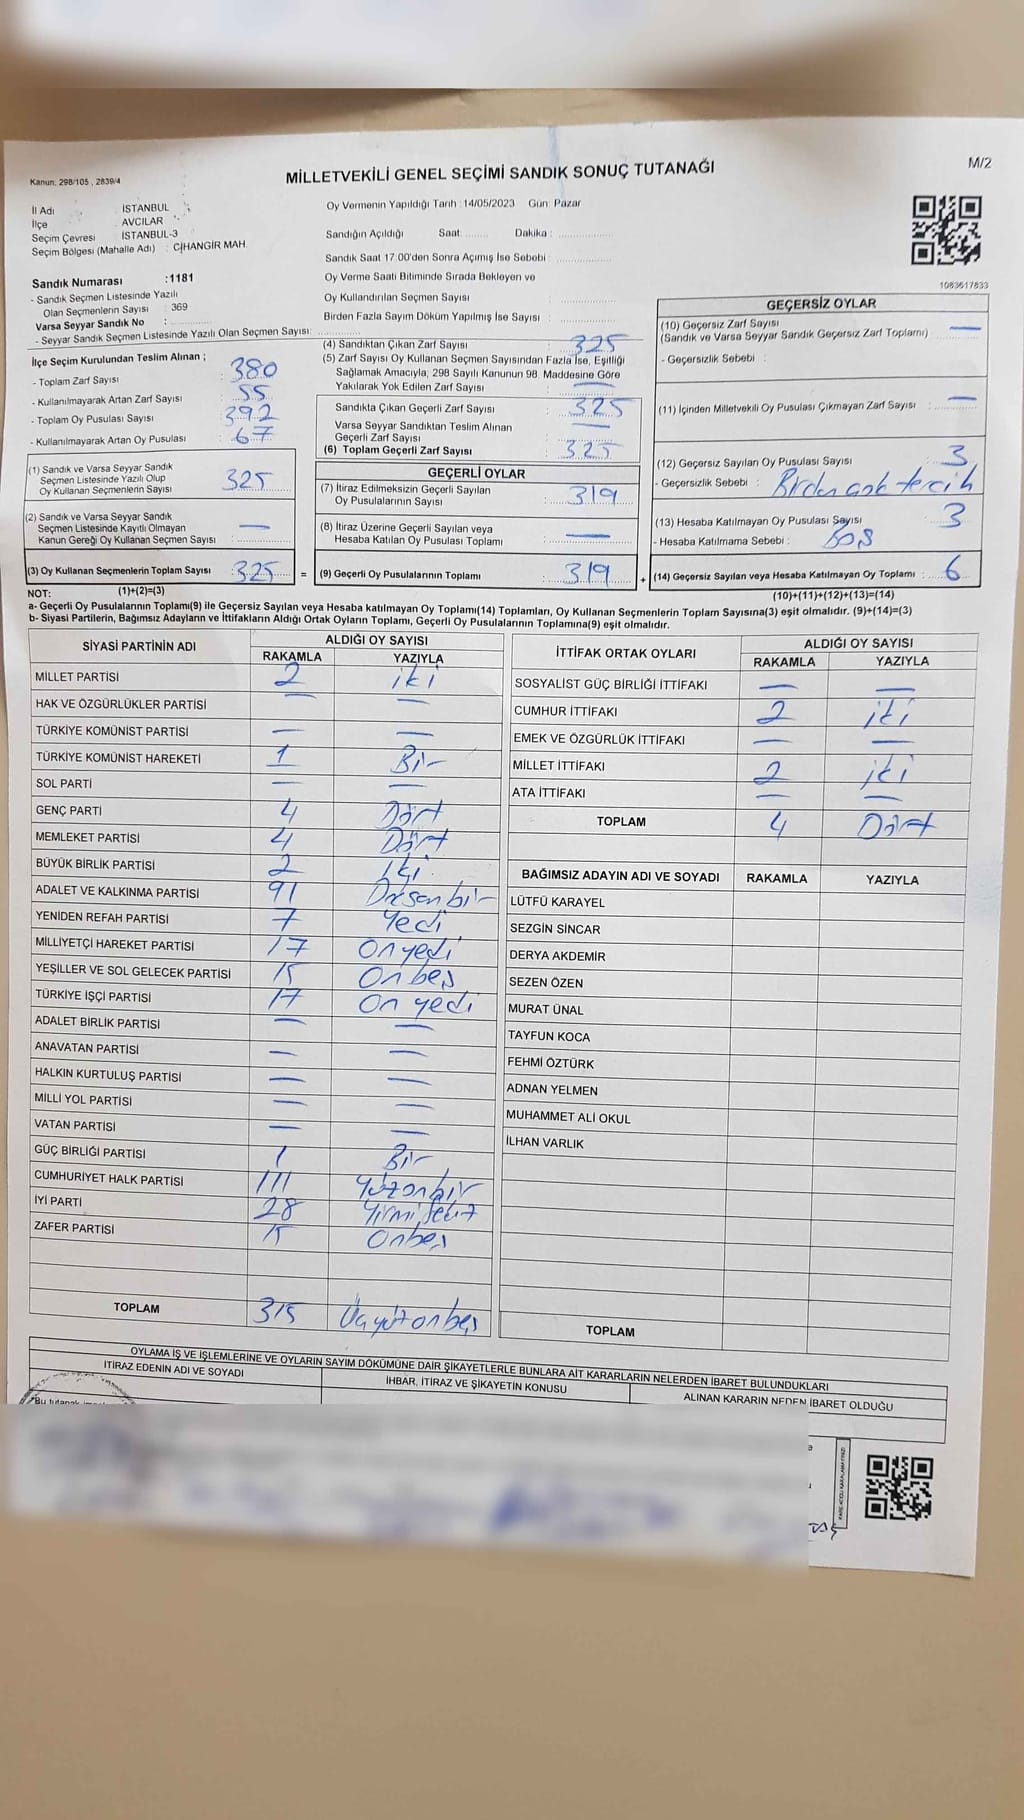 M/2
Kanun: 298/105 , 2839/4
MİLLETVEKİLİ GENEL SEÇİMİ SANDIK SONUÇ TUTANAĞI
İl Adı : İSTANBUL
İlçe : AVCILAR
Seçim Çevresi : İSTANBUL-3
Seçim Bölgesi (Mahalle Adı) : CİHANGİR MAH.
Sandık Numarası :1181
- Sandık Seçmen Listesinde Yazılı
Olan Seçmenlerin Sayısı : 369
Varsa Seyyar Sandık No :
- Seyyar Sandık Seçmen Listesinde Yazılı Olan Seçmen Sayısı:
İlçe Seçim Kurulundan Teslim Alınan ;
- Toplam Zarf Sayısı : 380
- Kullanılmayarak Artan Zarf Sayısı : 55
- Toplam Oy Pusulası Sayısı : 392
- Kullanılmayarak Artan Oy Pusulası : 67
(1) Sandık ve Varsa Seyyar Sandık
Seçmen Listesinde Yazılı Olup
Oy Kullanan Seçmenlerin Sayısı : 325
(2) Sandık ve Varsa Seyyar Sandık
Seçmen Listesinde Kayıtlı Olmayan
Kanun Gereği Oy Kullanan Seçmen Sayısı : —
(3) Oy Kullanan Seçmenlerin Toplam Sayısı : 325 =
Oy Vermenin Yapıldığı Tarih :14/05/2023 Gün: Pazar
Sandığın Açıldığı Saat: ........ Dakika : ..............
Sandık Saat 17.00'den Sonra Açımış İse Sebebi :
Oy Verme Saati Bitiminde Sırada Bekleyen ve
Oy Kullandırılan Seçmen Sayısı :
Birden Fazla Sayım Döküm Yapılmış İse Sayısı :
(4) Sandıktan Çıkan Zarf Sayısı : 325
(5) Zarf Sayısı Oy Kullanan Seçmen Sayısından Fazla İse, Eşitliği
Sağlamak Amacıyla; 298 Sayılı Kanunun 98. Maddesine Göre
Yakılarak Yok Edilen Zarf Sayısı : —
Sandıkta Çıkan Geçerli Zarf Sayısı : 325
Varsa Seyyar Sandıktan Teslim Alınan
Geçerli Zarf Sayısı : —
(6) Toplam Geçerli Zarf Sayısı : 325
GEÇERLİ OYLAR
(7) İtiraz Edilmeksizin Geçerli Sayılan
Oy Pusulalarının Sayısı : 319
(8) İtiraz Üzerine Geçerli Sayılan veya
Hesaba Katılan Oy Pusulası Toplamı : —
(9) Geçerli Oy Pusulalarının Toplamı : 319 +
1083617833
GEÇERSİZ OYLAR
(10) Geçersiz Zarf Sayısı : —
(Sandık ve Varsa Seyyar Sandık Geçersiz Zarf Toplamı)
- Geçersizlik Sebebi :
(11) İçinden Milletvekili Oy Pusulası Çıkmayan Zarf Sayısı : —
(12) Geçersiz Sayılan Oy Pusulası Sayısı : 3
- Geçersizlik Sebebi : Birden çok tercih
(13) Hesaba Katılmayan Oy Pusulası Sayısı : 3
- Hesaba Katılmama Sebebi : Boş
(14) Geçersiz Sayılan veya Hesaba Katılmayan Oy Toplamı : 6
NOT: (1)+(2)=(3) (10)+(11)+(12)+(13)=(14)
a- Geçerli Oy Pusulalarının Toplamı(9) ile Geçersiz Sayılan veya Hesaba katılmayan Oy Toplamı(14) Toplamları, Oy Kullanan Seçmenlerin Toplam Sayısına(3) eşit olmalıdır. (9)+(14)=(3)
b- Siyasi Partilerin, Bağımsız Adayların ve İttifakların Aldığı Ortak Oyların Toplamı, Geçerli Oy Pusulalarının Toplamına(9) eşit olmalıdır.
SİYASİ PARTİNİN ADI ALDIĞI OY SAYISI
RAKAMLA YAZIYLA
MİLLET PARTİSİ 2 iki
HAK VE ÖZGÜRLÜKLER PARTİSİ — —
TÜRKİYE KOMÜNİST PARTİSİ — —
TÜRKİYE KOMÜNİST HAREKETİ 1 Bir
SOL PARTİ — —
GENÇ PARTİ 4 Dört
MEMLEKET PARTİSİ 4 Dört
BÜYÜK BİRLİK PARTİSİ 2 İki
ADALET VE KALKINMA PARTİSİ 91
YENİDEN REFAH PARTİSİ 7 Yedi
MİLLİYETÇİ HAREKET PARTİSİ 17 Onyedi
YEŞİLLER VE SOL GELECEK PARTİSİ 15 Onbeş
TÜRKİYE İŞÇİ PARTİSİ 17 On yedi
ADALET BİRLİK PARTİSİ — —
ANAVATAN PARTİSİ — —
HALKIN KURTULUŞ PARTİSİ — —
MİLLİ YOL PARTİSİ — —
VATAN PARTİSİ — —
GÜÇ BİRLİĞİ PARTİSİ 1 Bir
CUMHURİYET HALK PARTİSİ 111 Yüzonbir
İYİ PARTİ 28 Yirmisekiz
ZAFER PARTİSİ 15 Onbeş
TOPLAM 315 Üçyüzonbeş
İTTİFAK ORTAK OYLARI ALDIĞI OY SAYISI
RAKAMLA YAZIYLA
SOSYALİST GÜÇ BİRLİĞİ İTTİFAKI — —
CUMHUR İTTİFAKI 2 iki
EMEK VE ÖZGÜRLÜK İTTİFAKI — —
MİLLET İTTİFAKI 2 iki
ATA İTTİFAKI — —
TOPLAM 4 Dört
BAĞIMSIZ ADAYIN ADI VE SOYADI RAKAMLA YAZIYLA
LÜTFÜ KARAYEL
SEZGİN SİNCAR
DERYA AKDEMİR
SEZEN ÖZEN
MURAT ÜNAL
TAYFUN KOCA
FEHMİ ÖZTÜRK
ADNAN YELMEN
MUHAMMET ALİ OKUL
İLHAN VARLIK
TOPLAM
OYLAMA İŞ VE İŞLEMLERİNE VE OYLARIN SAYIM DÖKÜMÜNE DAİR ŞİKAYETLERLE BUNLARA AİT KARARLARIN NELERDEN İBARET BULUNDUKLARI
İTİRAZ EDENİN ADI VE SOYADI İHBAR, İTİRAZ VE ŞİKAYETİN KONUSU ALINAN KARARIN NEDEN İBARET OLDUĞU